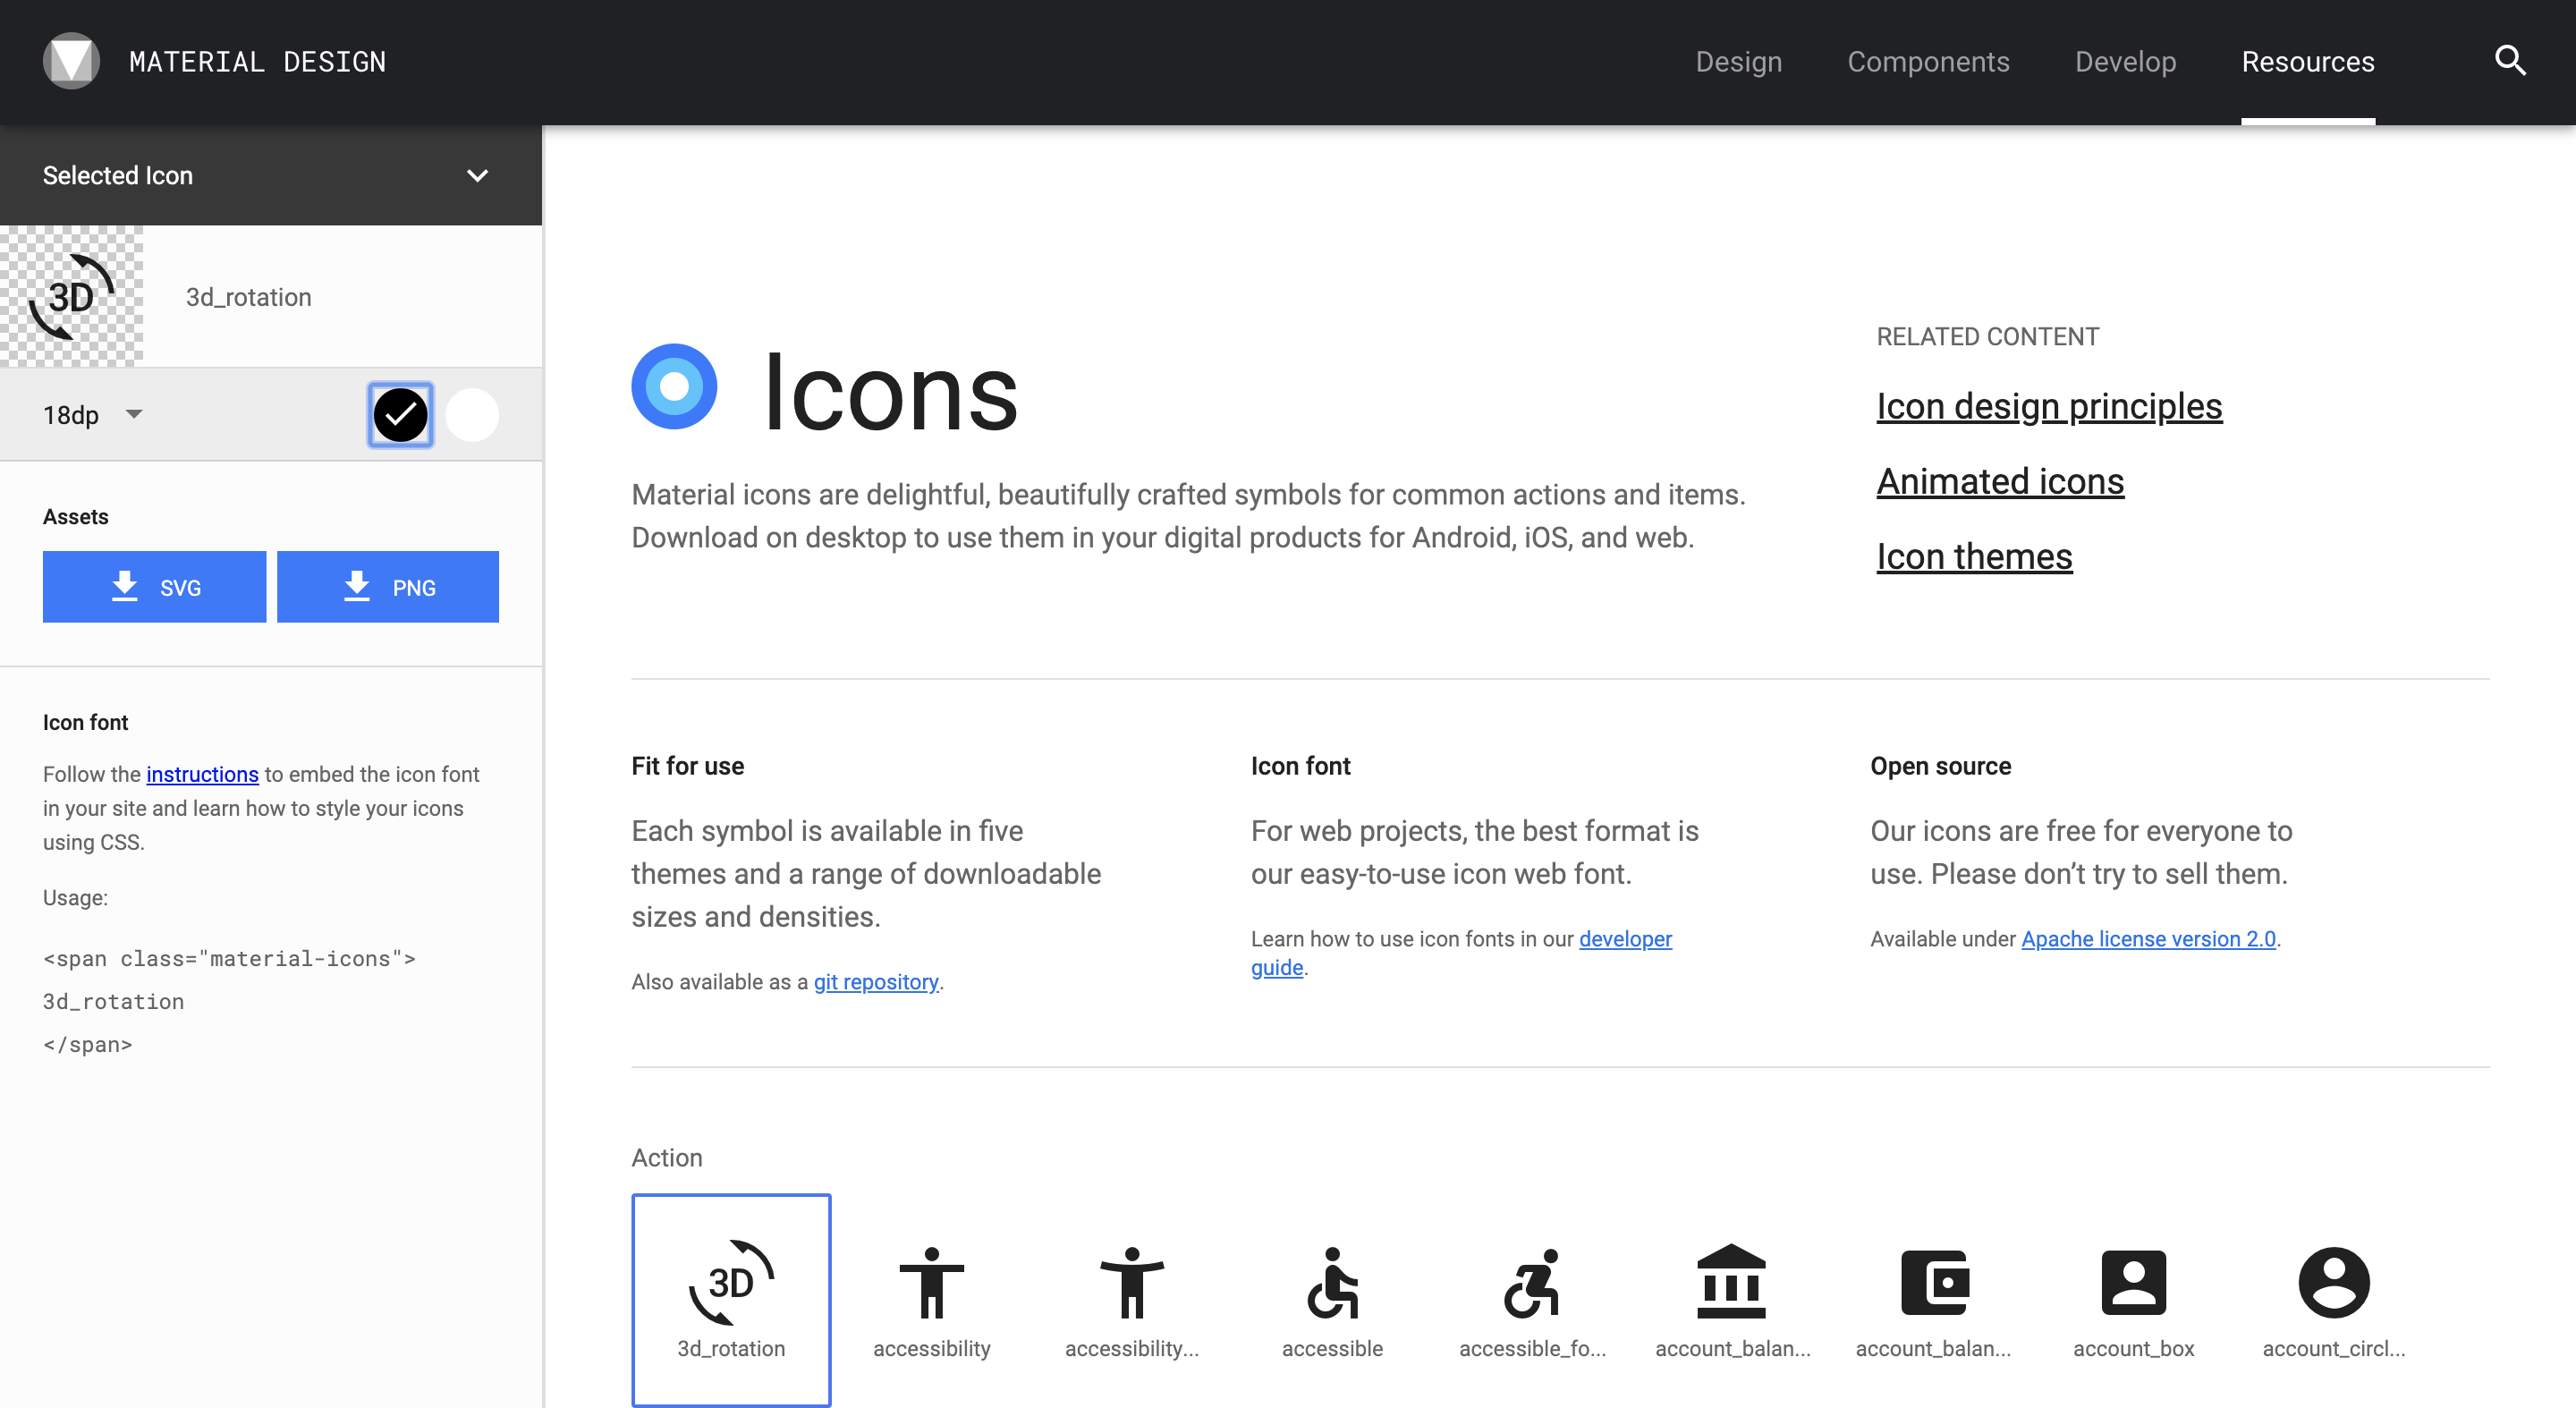 MATERIAL DESIGN
Design
Components
Develop
Resources
Selected Icon
3D
3d_rotation
18dp
Assets
SVG
PNG
Icon font
Follow the instructions to embed the icon font
in your site and learn how to style your icons
using CSS.
Usage:
<span class="material-icons">
3d_rotation
</span>
Icons
Material icons are delightful, beautifully crafted symbols for common actions and items.
Download on desktop to use them in your digital products for Android, iOS, and web.
RELATED CONTENT
Icon design principles
Animated icons
Icon themes
Fit for use
Each symbol is available in five
themes and a range of downloadable
sizes and densities.
Also available as a git repository.
Icon font
For web projects, the best format is
our easy-to-use icon web font.
Learn how to use icon fonts in our developer
guide.
Open source
Our icons are free for everyone to
use. Please don’t try to sell them.
Available under Apache license version 2.0.
Action
3D
3d_rotation
accessibility
accessibility...
accessible
accessible_fo...
account_balan...
account_balan...
account_box
account_circl...